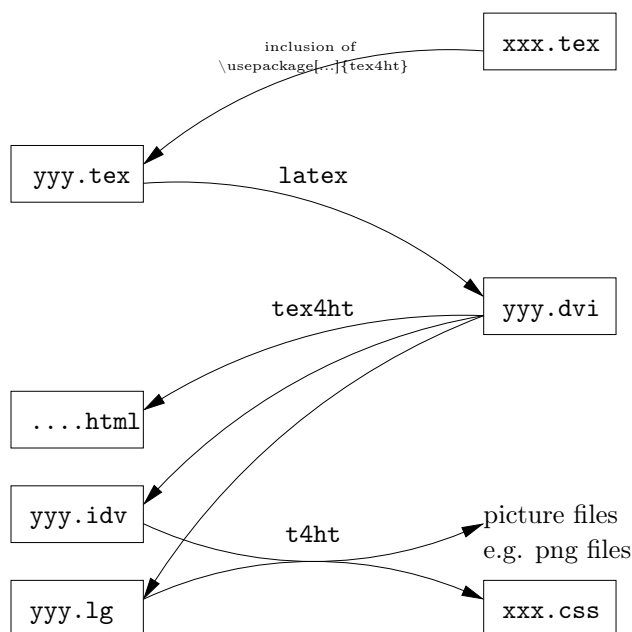 inclusion of
\usepackage[...]{tex4ht}
xxx.tex
yyy.tex
latex
yyy.dvi
tex4ht
....html
yyy.idv
t4ht
picture files
e.g. png files
yyy.lg
xxx.css